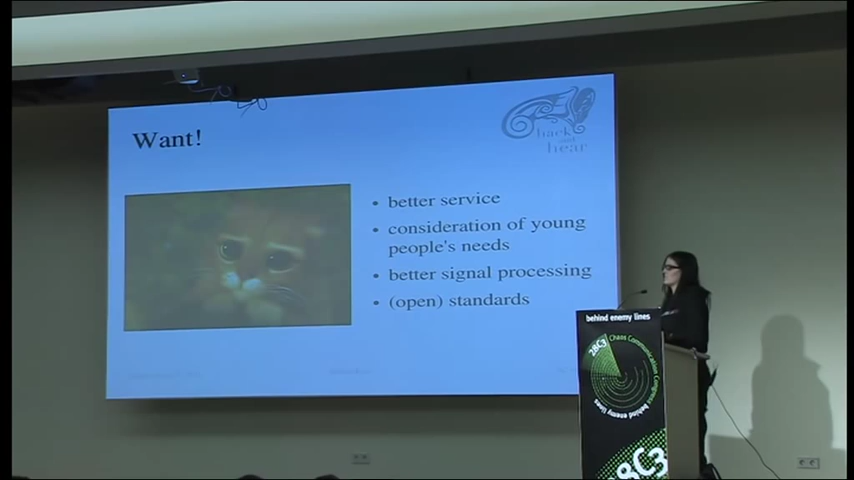 Want!
hack
and
hear
• better service
• consideration of young
people's needs
• better signal processing
• (open) standards
behind enemy lines
28C3
Chaos Communication Congress
behind enemy lines
28C3